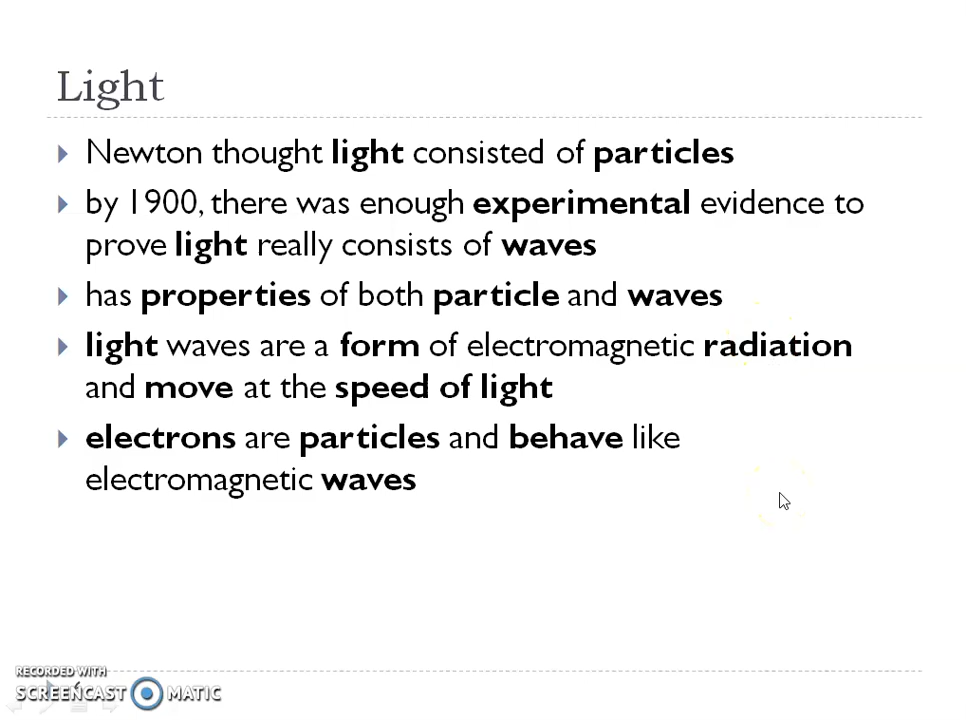 Light
Newton thought light consisted of particles
by 1900, there was enough experimental evidence to
prove light really consists of waves
has properties of both particle and waves
light waves are a form of electromagnetic radiation
and move at the speed of light
electrons are particles and behave like
electromagnetic waves
RECORDED WITH
SCREENCAST MATIC